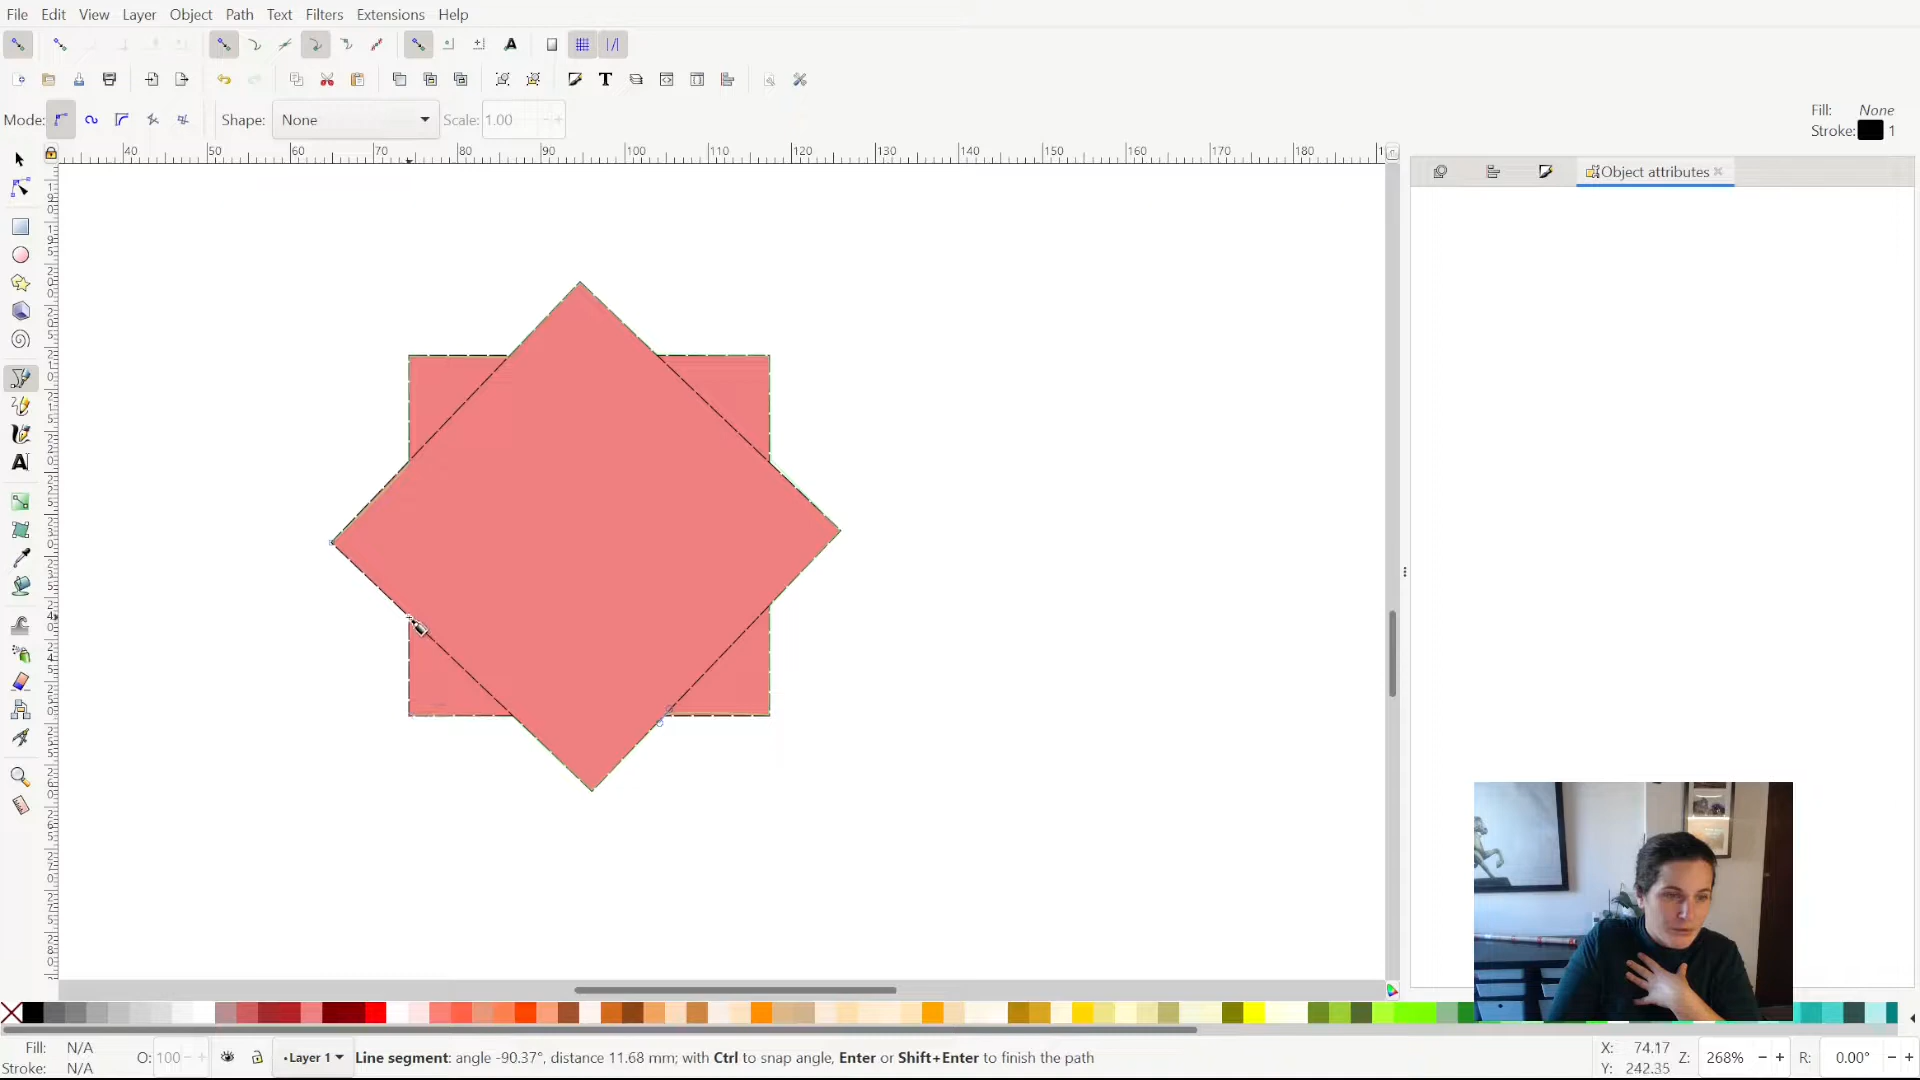 File Edit View Layer Object Path Text Filters Extensions Help
Mode: Shape: None Scale: 1.00 Fill: None
Stroke: 1
40 50 60 70 80 90 100 110 120 130 140 150 160 170 180
Object attributes
Fill: N/A O: 100 Layer 1 Line segment: angle -90.37°, distance 11.68 mm; with Ctrl to snap angle, Enter or Shift+Enter to finish the path X: 74.17 Z: 268% R: 0.00°
Stroke: N/A Y: 242.35